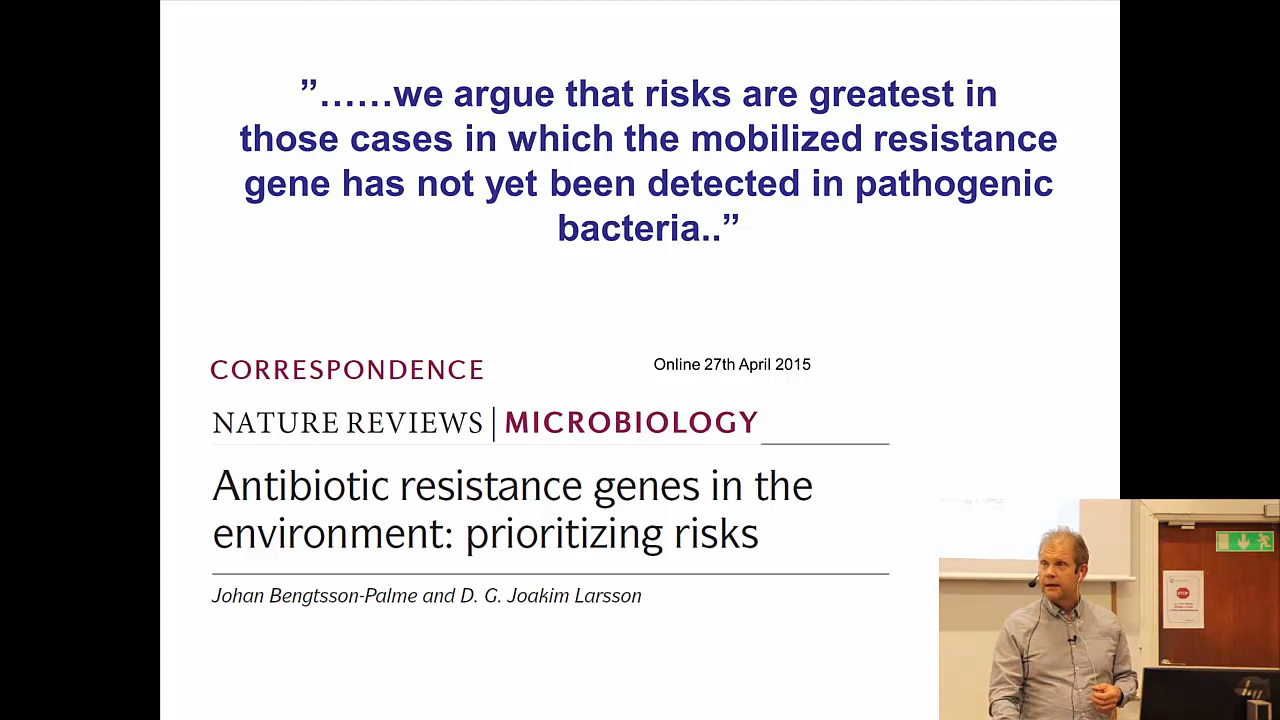 ”……we argue that risks are greatest in
those cases in which the mobilized resistance
gene has not yet been detected in pathogenic
bacteria..”
CORRESPONDENCE
Online 27th April 2015
NATURE REVIEWS | MICROBIOLOGY
Antibiotic resistance genes in the
environment: prioritizing risks
Johan Bengtsson-Palme and D. G. Joakim Larsson
STOP